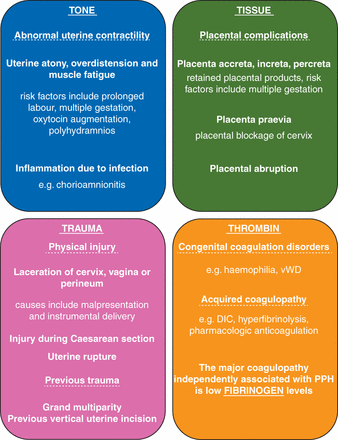 TONE
Abnormal uterine contractility
Uterine atony, overdistension and
muscle fatigue
risk factors include prolonged
labour, multiple gestation,
oxytocin augmentation,
polyhydramnios
Inflammation due to infection
e.g. chorioamnionitis
TISSUE
Placental complications
Placenta accreta, increta, percreta
retained placental products, risk
factors include multiple gestation
Placenta praevia
placental blockage of cervix
Placental abruption
TRAUMA
Physical injury
Laceration of cervix, vagina or
perineum
causes include malpresentation
and instrumental delivery
Injury during Caesarean section
Uterine rupture
Previous trauma
Grand multiparity
Previous vertical uterine incision
THROMBIN
Congenital coagulation disorders
e.g. haemophilia, vWD
Acquired coagulopathy
e.g. DIC, hyperfibrinolysis,
pharmacologic anticoagulation
The major coagulopathy
independently associated with PPH
is low FIBRINOGEN levels